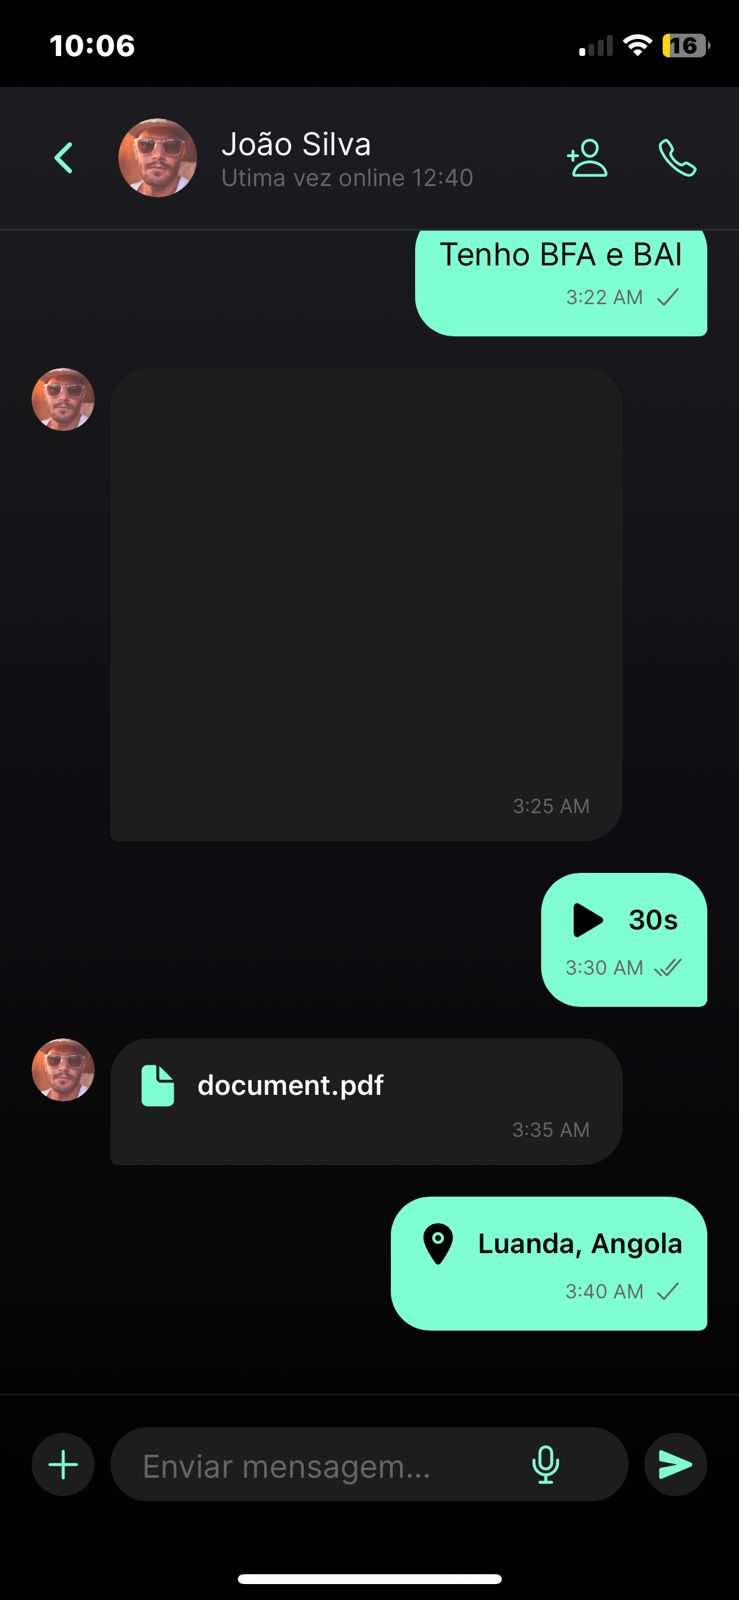 10:06
16
João Silva
Utima vez online 12:40
Tenho BFA e BAI
3:22 AM
3:25 AM
30s
3:30 AM
document.pdf
3:35 AM
Luanda, Angola
3:40 AM
Enviar mensagem...